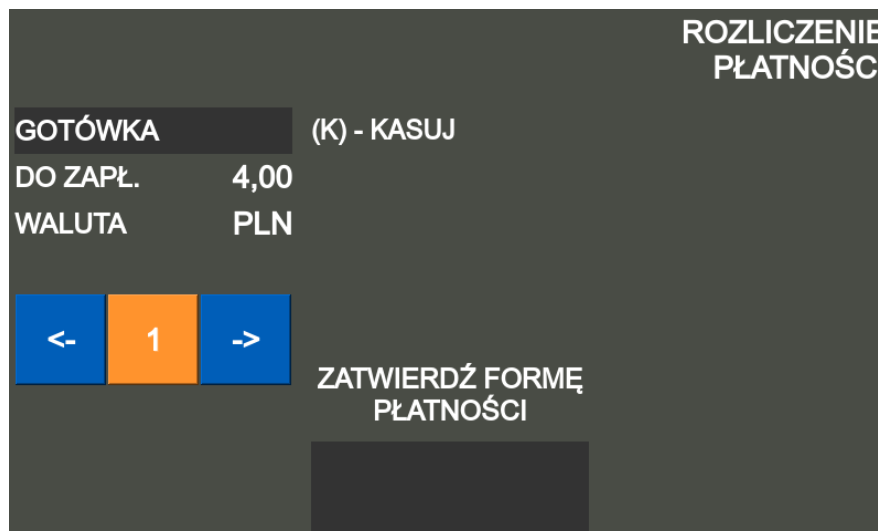 ROZLICZENIE
PŁATNOŚC
GOTÓWKA
(K) - KASUJ
DO ZAPŁ. 4,00
WALUTA PLN
<- 1 ->
ZATWIERDŹ FORMĘ
PŁATNOŚCI